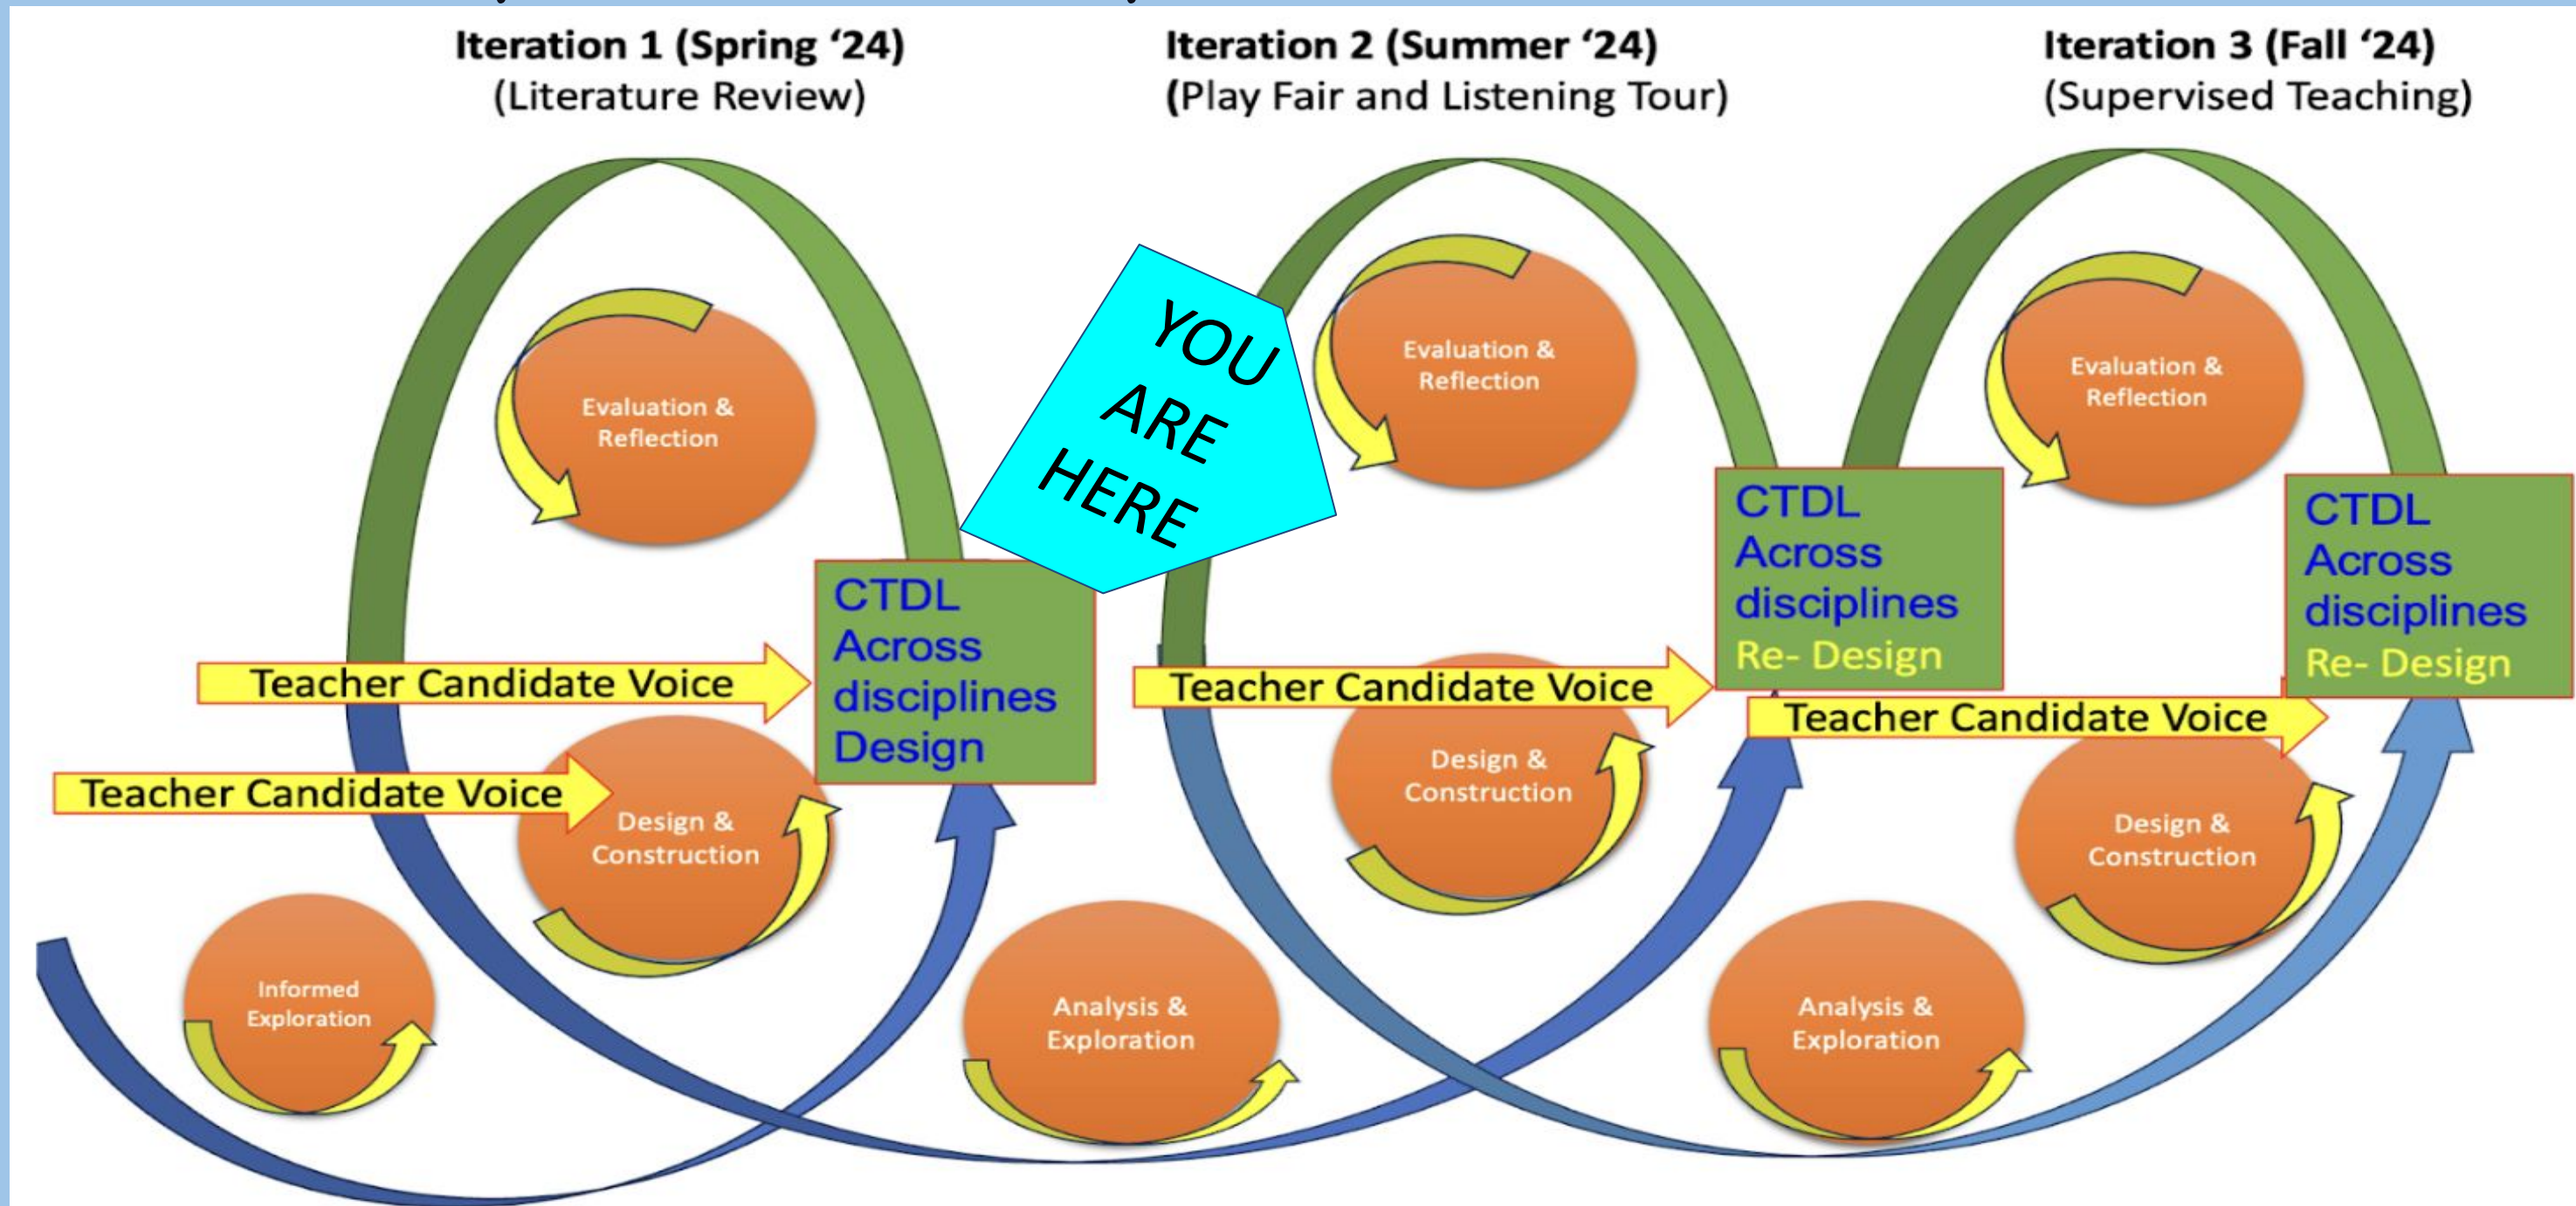 Iteration 1 (Spring ‘24)
(Literature Review)
Iteration 2 (Summer ‘24)
(Play Fair and Listening Tour)
Iteration 3 (Fall ‘24)
(Supervised Teaching)
Evaluation &
Reflection
YOU
ARE
HERE
Evaluation &
Reflection
Evaluation &
Reflection
CTDL
Across
disciplines
Design
CTDL
Across
disciplines
Re- Design
CTDL
Across
disciplines
Re- Design
Teacher Candidate Voice
Teacher Candidate Voice
Teacher Candidate Voice
Teacher Candidate Voice
Design &
Construction
Design &
Construction
Design &
Construction
Informed
Exploration
Analysis &
Exploration
Analysis &
Exploration